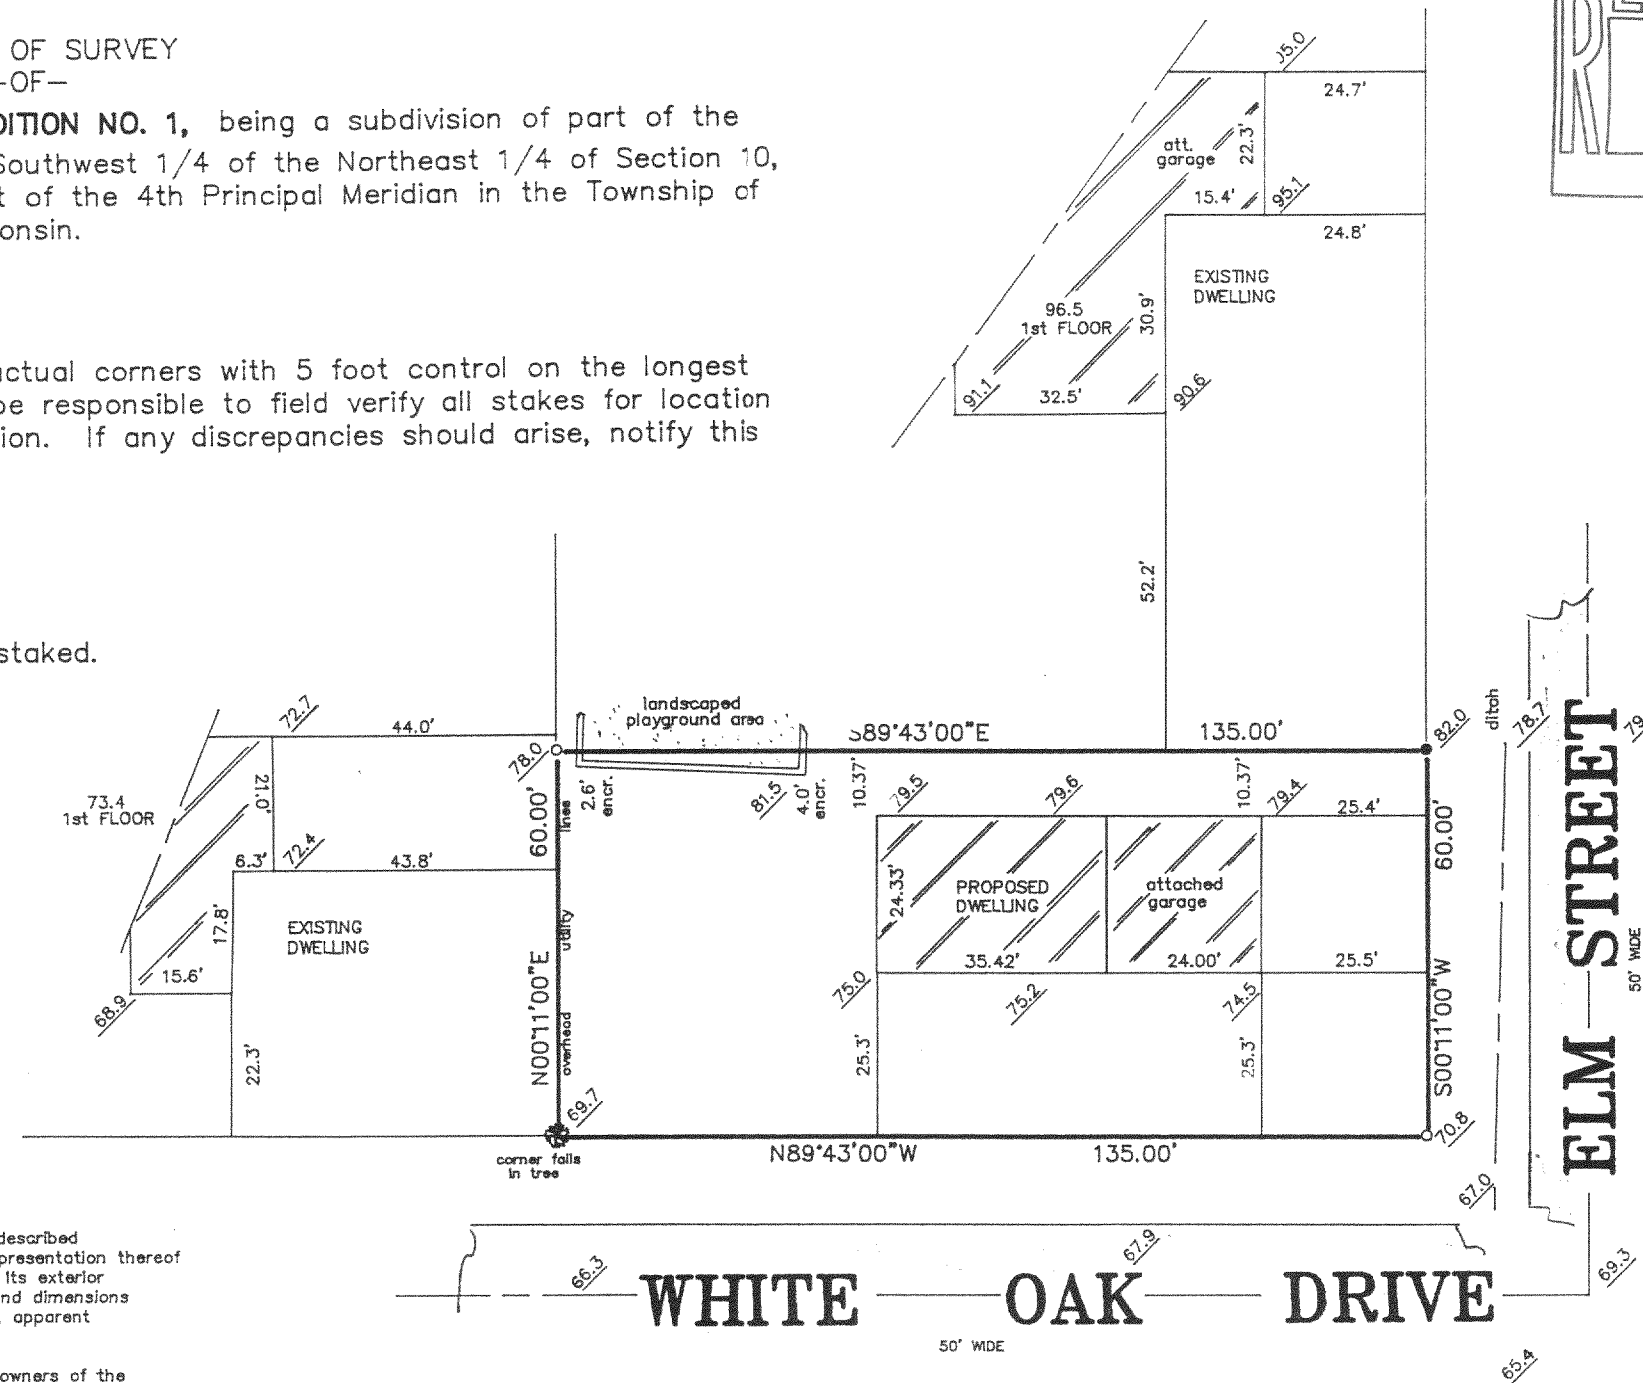 OF SURVEY
-OF-
DITION NO. 1, being a subdivision of part of the
Southwest 1/4 of the Northeast 1/4 of Section 10,
t of the 4th Principal Meridian in the Township of
onsin.
actual corners with 5 foot control on the longest
be responsible to field verify all stakes for location
ion. If any discrepancies should arise, notify this
staked.
J5.0
24.7'
att.
garage
22.3'
15.4'
95.1
24.8'
EXISTING
DWELLING
96.5
1st FLOOR
30.9'
91.1
32.5'
90.6
52.2'
72.7
44.0'
landscaped
playground area
S89°43'00"E
135.00'
82.0
ditch
78.7
79
78.0
73.4
1st FLOOR
21.0'
60.00'
lines
2.6'
encr.
81.5
4.0'
encr.
10.37'
79.5
79.6
10.37'
79.4
25.4'
60.00'
6.3'
72.4
43.8'
24.33'
PROPOSED
DWELLING
attached
garage
17.8'
EXISTING
DWELLING
utility
35.42'
24.00'
25.5'
15.6'
68.9
75.0
75.2
74.5
N00°11'00"E
overhead
S00°11'00"W
22.3'
25.3'
25.3'
69.7
70.8
corner falls
in tree
N89°43'00"W
135.00'
ELM STREET
50' WIDE
67.0
described
presentation thereof
its exterior
nd dimensions
apparent
owners of the
66.3
67.9
69.3
WHITE OAK DRIVE
50' WIDE
65.4